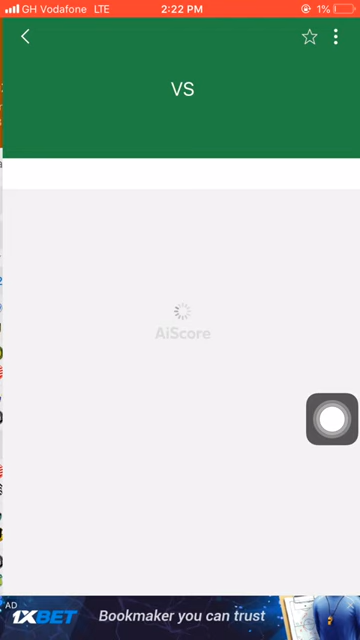 GH Vodafone LTE 2:22 PM 1%
VS
AiScore
AD
1XBET Bookmaker you can trust